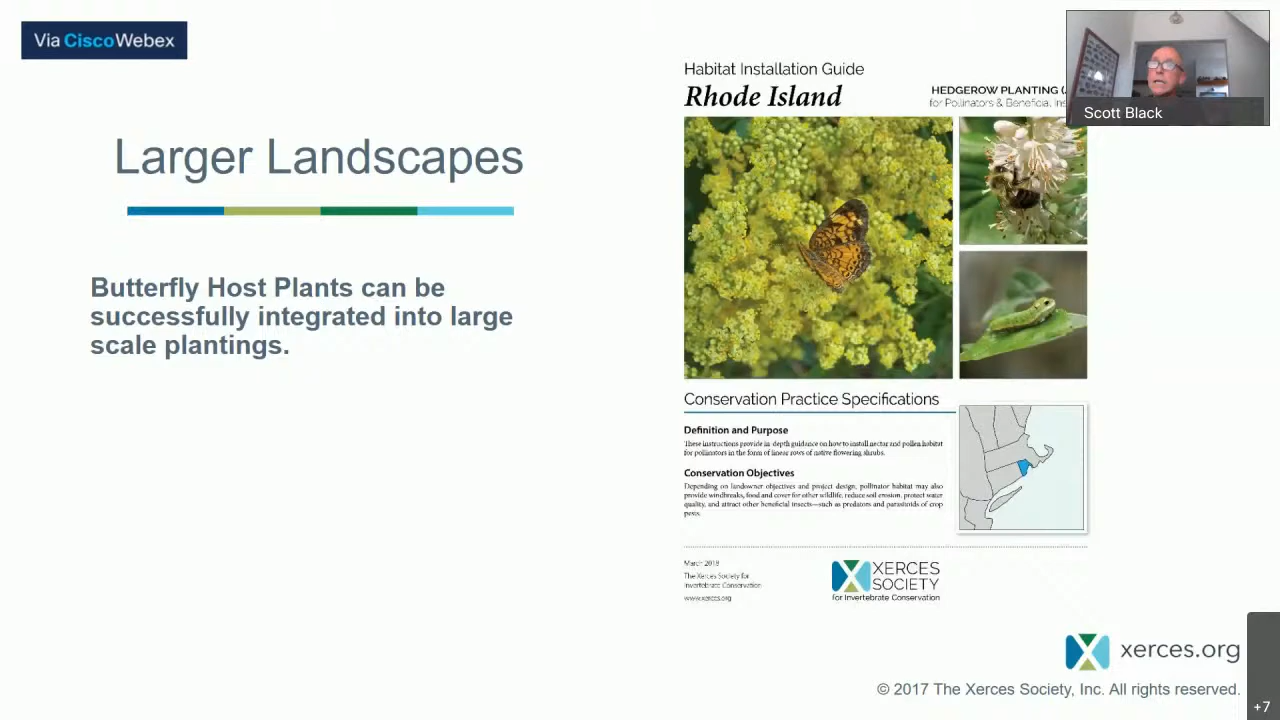 Via Cisco Webex
Larger Landscapes
Butterfly Host Plants can be
successfully integrated into large
scale plantings.
Habitat Installation Guide
Rhode Island
HEDGEROW PLANTING
for Pollinators & Beneficial
Scott Black
Conservation Practice Specifications
Definition and Purpose
These instructions provide in-depth guidance on how to install nectar and pollen habitat
for pollinators in the form of linear rows of native flowering shrubs.
Conservation Objectives
Depending on landowner objectives and project design, pollinator habitat may also
provide windbreaks, food and cover for other wildlife, reduce soil erosion, protect water
quality, and attract other beneficial insects—such as predators and parasitoids of crop
pests.
March 2018
The Xerces Society for
Invertebrate Conservation
www.xerces.org
XERCES
SOCIETY
for Invertebrate Conservation
xerces.org
© 2017 The Xerces Society, Inc. All rights reserved.
+7